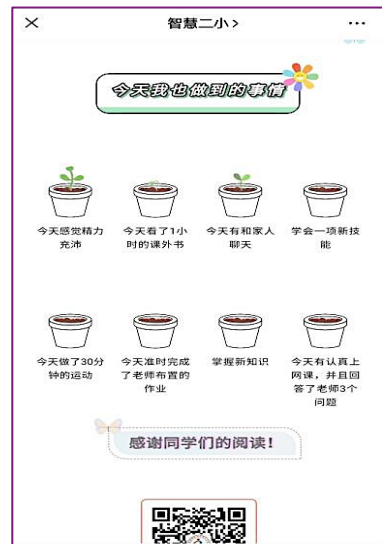 智慧二小>
今天我也做到的事情
今天感觉精力
充沛
今天看了1小
时的课外书
今天有和家人
聊天
学会一项新技
能
今天做了30分
钟的运动
今天准时完成
了老师布置的
作业
掌握新知识
今天有认真上
网课，并且回
答了老师3个
问题
感谢同学们的阅读！